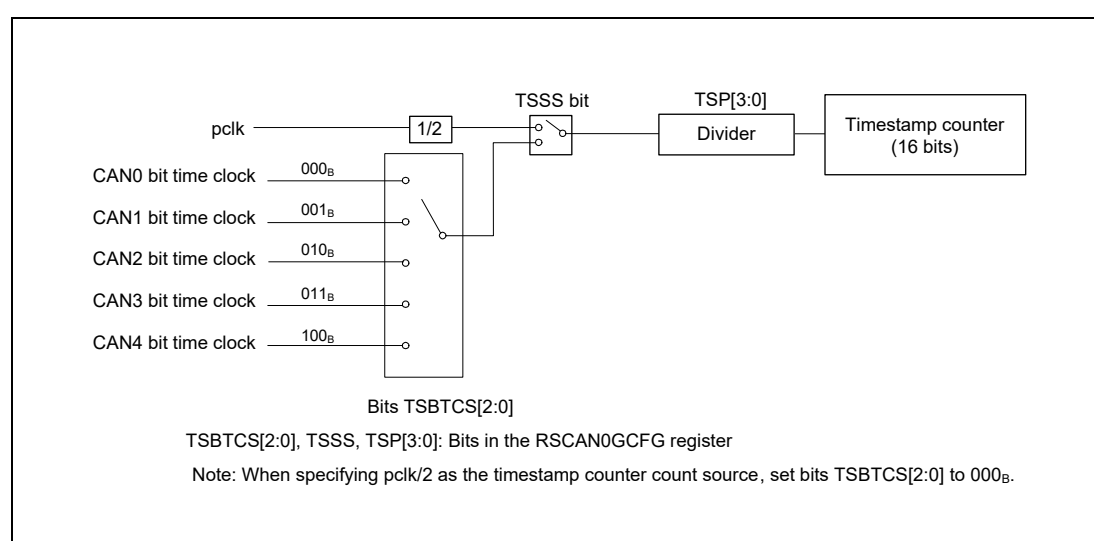 TSSS bit
TSP[3:0]
pclk
1/2
Divider
Timestamp counter
(16 bits)
CAN0 bit time clock
000B
CAN1 bit time clock
001B
CAN2 bit time clock
010B
CAN3 bit time clock
011B
CAN4 bit time clock
100B
Bits TSBTCS[2:0]
TSBTCS[2:0], TSSS, TSP[3:0]: Bits in the RSCAN0GCFG register
Note: When specifying pclk/2 as the timestamp counter count source, set bits TSBTCS[2:0] to 000B.